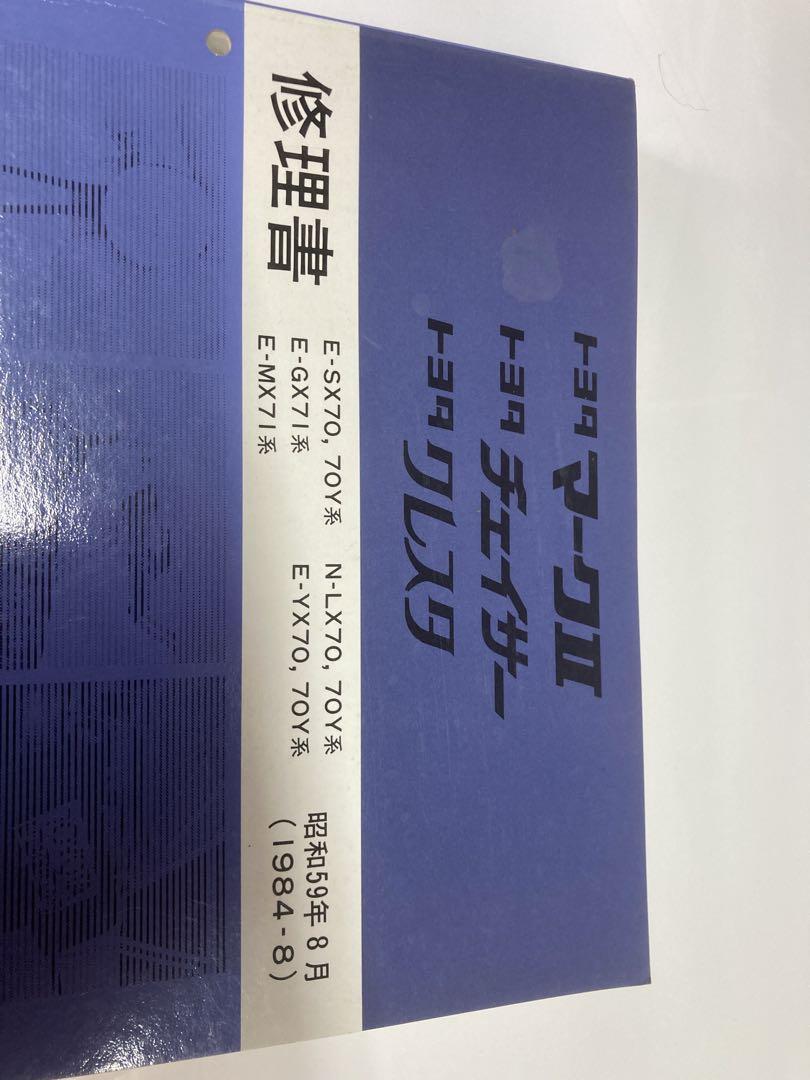 トヨタ マークII
トヨタ チェイサー
トヨタ クレスタ
修理書
E-SX70, 70Y系
E-GX71系
E-MX71系
N-LX70, 70Y系
E-YX70, 70Y系
昭和59年8月
(1984-8)